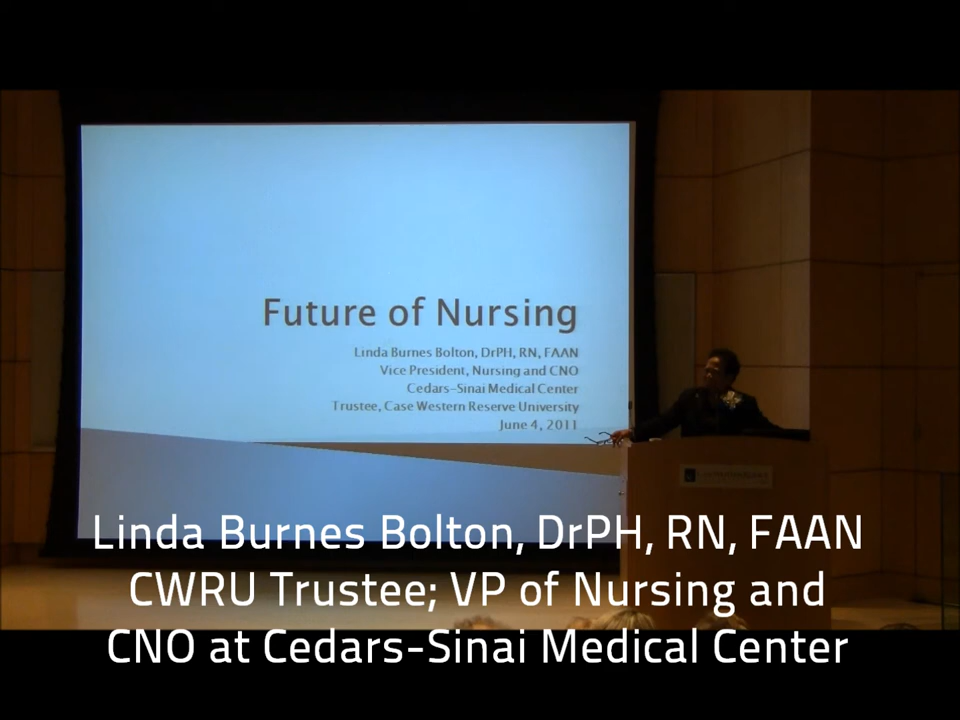 Future of Nursing
Linda Burnes Bolton, DrPH, RN, FAAN
Vice President, Nursing and CNO
Cedars-Sinai Medical Center
Trustee, Case Western Reserve University
June 4, 2011
Linda Burnes Bolton, DrPH, RN, FAAN
CWRU Trustee; VP of Nursing and
CNO at Cedars-Sinai Medical Center